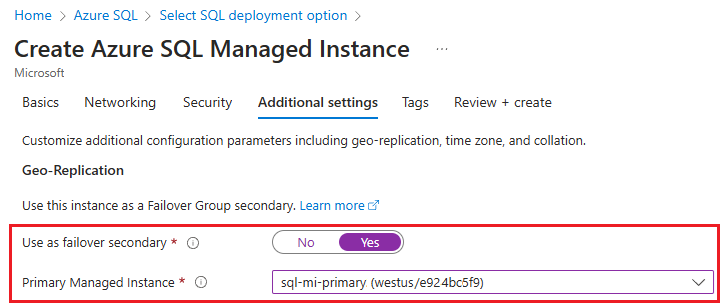 Home > Azure SQL > Select SQL deployment option >
Create Azure SQL Managed Instance ...
Microsoft
Basics Networking Security Additional settings Tags Review + create
Customize additional configuration parameters including geo-replication, time zone, and collation.
Geo-Replication
Use this instance as a Failover Group secondary. Learn more
Use as failover secondary * No Yes
Primary Managed Instance * sql-mi-primary (westus/e924bc5f9)